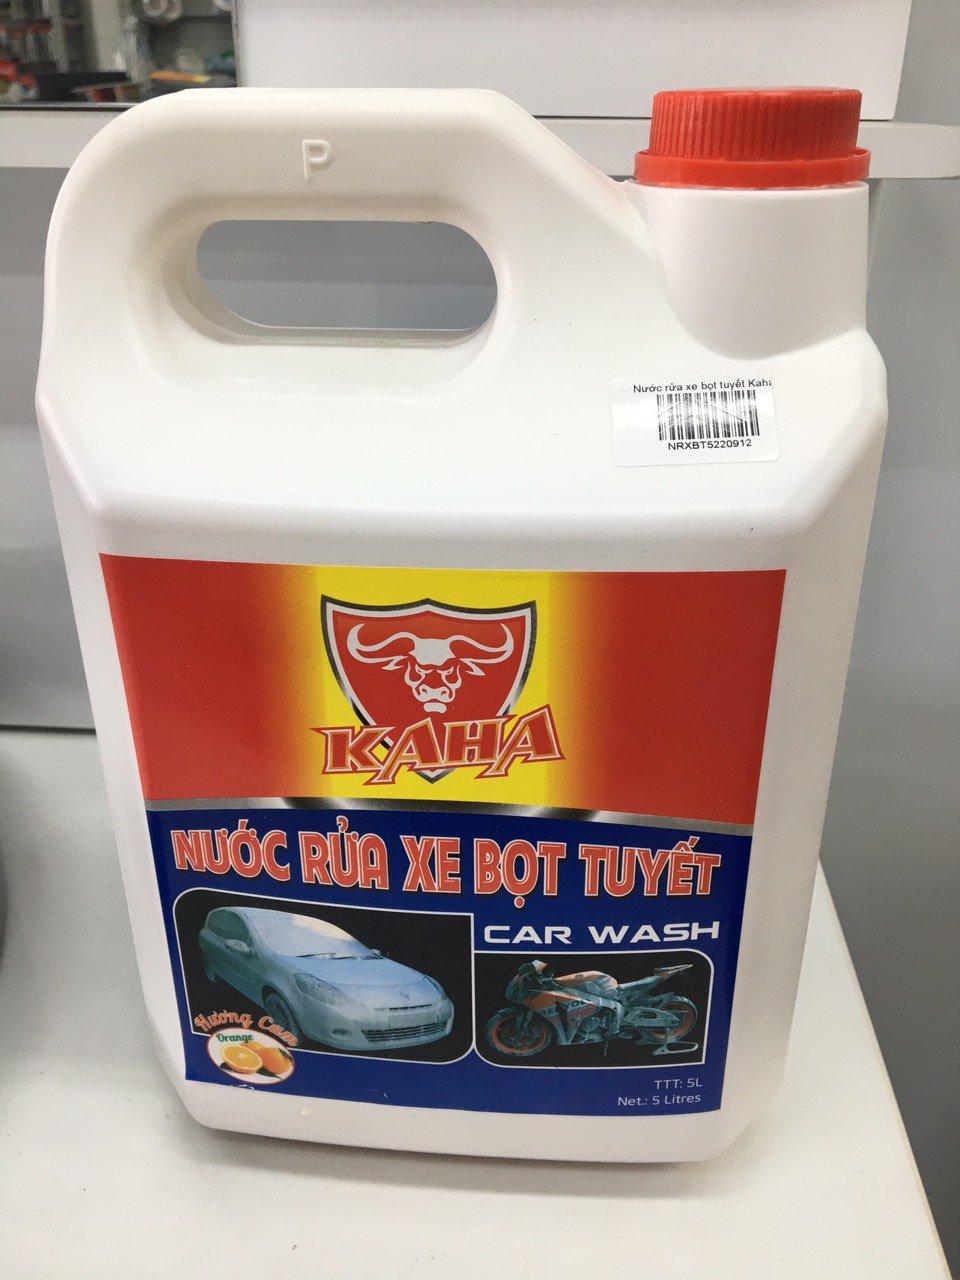 P
Nước rửa xe bọt tuyết Kaha
NRXBT5220912
KAHA
NƯỚC RỬA XE BỌT TUYẾT
CAR WASH
Hương Cam
Orange
TTT: 5L
Net.: 5 Litres